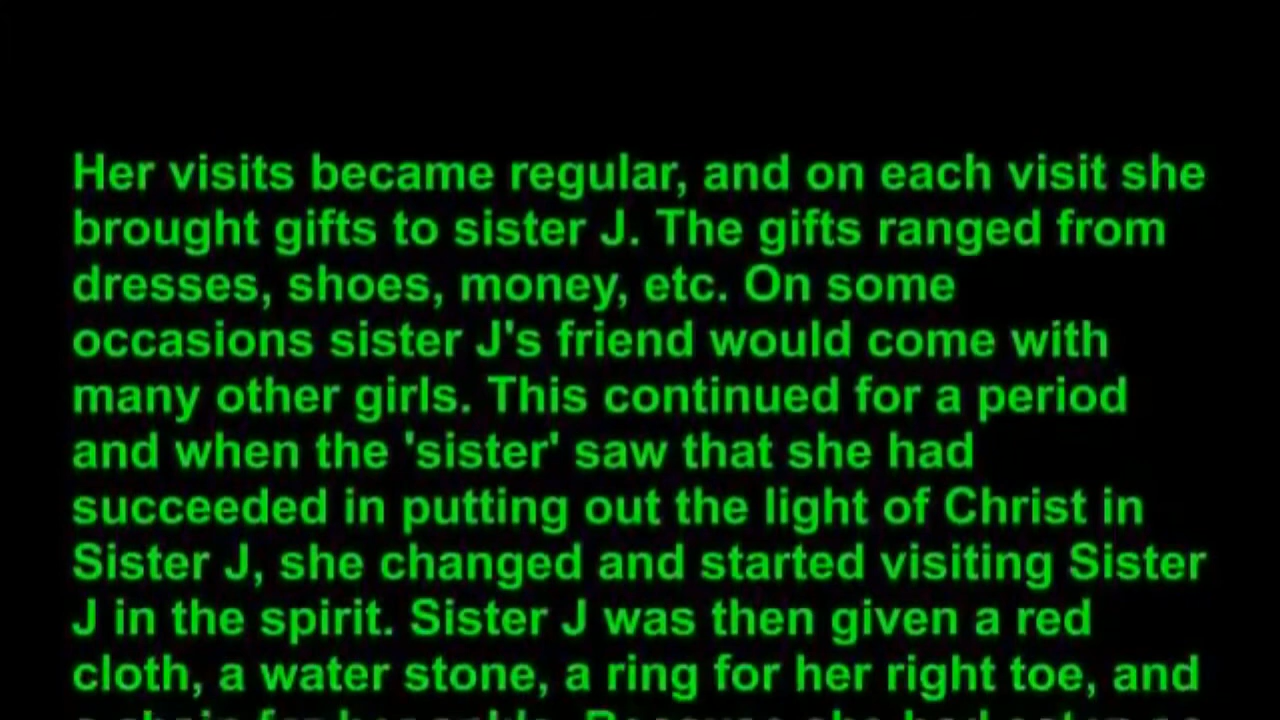 Her visits became regular, and on each visit she
brought gifts to sister J. The gifts ranged from
dresses, shoes, money, etc. On some
occasions sister J's friend would come with
many other girls. This continued for a period
and when the 'sister' saw that she had
succeeded in putting out the light of Christ in
Sister J, she changed and started visiting Sister
J in the spirit. Sister J was then given a red
cloth, a water stone, a ring for her right toe, and